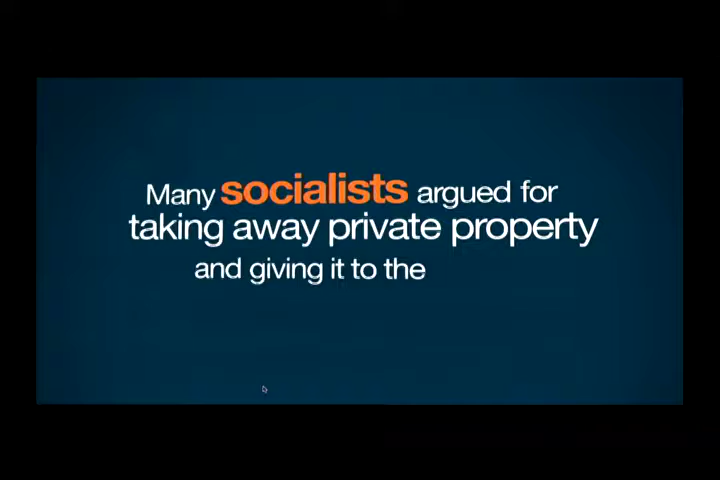 Many socialists argued for
taking away private property
and giving it to the